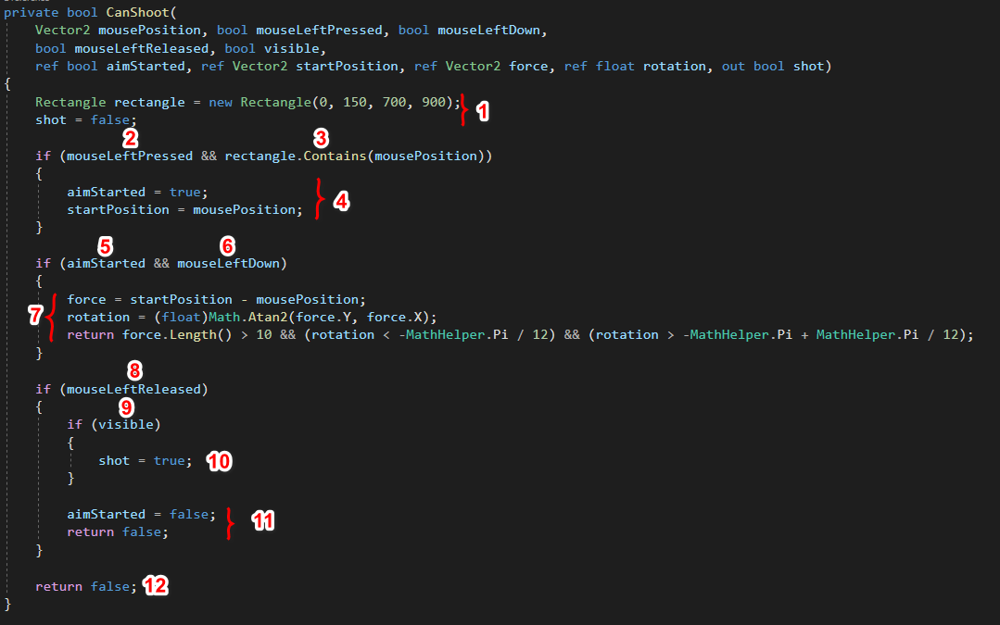 private bool CanShoot(
Vector2 mousePosition, bool mouseLeftPressed, bool mouseLeftDown,
bool mouseLeftReleased, bool visible,
ref bool aimStarted, ref Vector2 startPosition, ref Vector2 force, ref float rotation, out bool shot)
{
Rectangle rectangle = new Rectangle(0, 150, 700, 900);
1
shot = false;
2 3
if (mouseLeftPressed && rectangle.Contains(mousePosition))
{
aimStarted = true;
4
startPosition = mousePosition;
}
5 6
if (aimStarted && mouseLeftDown)
{
force = startPosition - mousePosition;
7
rotation = (float)Math.Atan2(force.Y, force.X);
return force.Length() > 10 && (rotation < -MathHelper.Pi / 12) && (rotation > -MathHelper.Pi + MathHelper.Pi / 12);
}
8
if (mouseLeftReleased)
{
9
if (visible)
{
shot = true; 10
}
aimStarted = false;
11
return false;
}
return false; 12
}